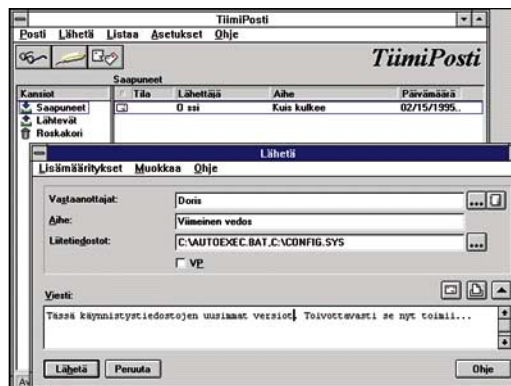 TiimiPosti
Posti Lähetä Listaa Asetukset Ohje
TiimiPosti
Saapuneet
Kansiot
Saapuneet
Lähtevät
Roskakori
Tila Lähettäjä Aihe Päivämäärä
O ssi Kuis kulkee 02/15/1995..
Lähetä
Lisämääritykset Muokkaa Ohje
Vastaanottajat: Doris ...
Aihe: Viimeinen vedos
Liitetiedostot: C:\AUTOEXEC.BAT,C:\CONFIG.SYS ...
VP
Viesti:
Tässä käynnistystiedostojen uusimmat versiot. Toivottavasti se nyt toimii...
Lähetä Peruuta Ohje
Av